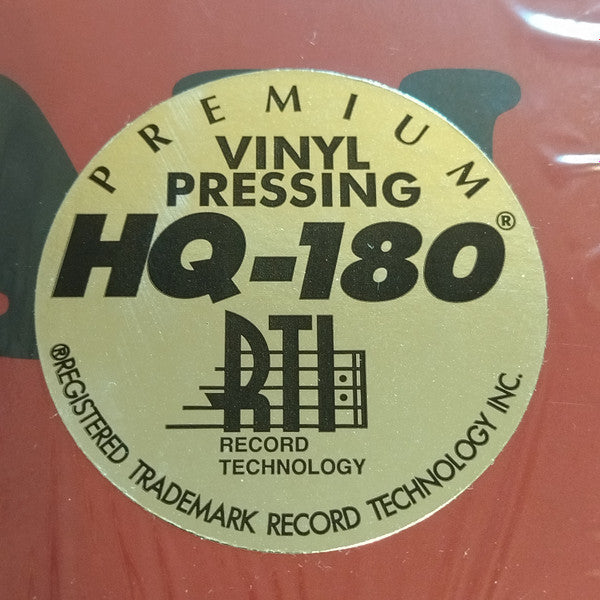 PREMIUM
VINYL
PRESSING
HQ-180®
RTI
RECORD
TECHNOLOGY
®REGISTERED TRADEMARK RECORD TECHNOLOGY INC.